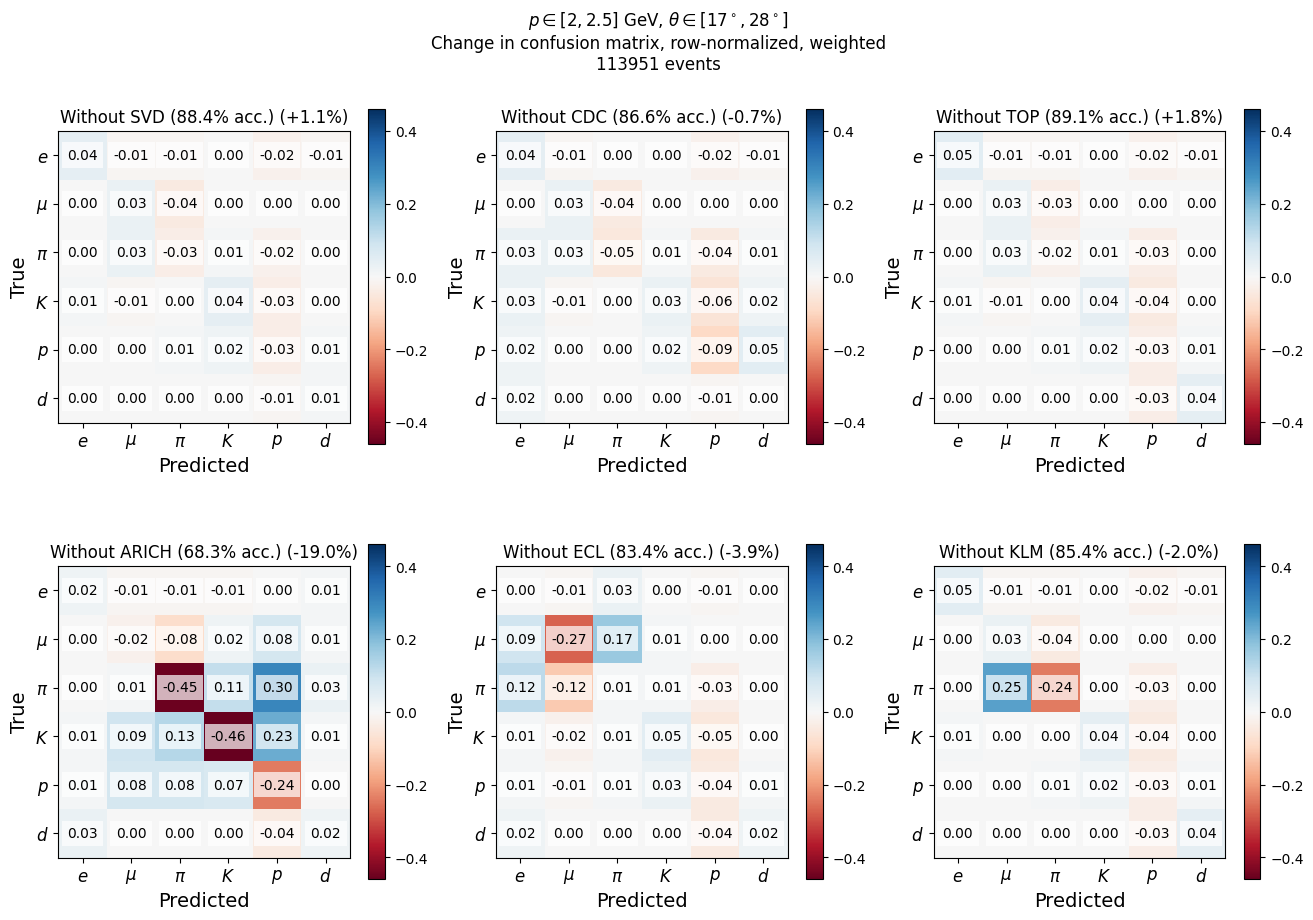 p ∈ [2, 2.5] GeV, θ ∈ [17°, 28°]
Change in confusion matrix, row-normalized, weighted
113951 events
Without SVD (88.4% acc.) (+1.1%)
True
e 0.04 -0.01 -0.01 0.00 -0.02 -0.01
μ 0.00 0.03 -0.04 0.00 0.00 0.00
π 0.00 0.03 -0.03 0.01 -0.02 0.00
K 0.01 -0.01 0.00 0.04 -0.03 0.00
p 0.00 0.00 0.01 0.02 -0.03 0.01
d 0.00 0.00 0.00 0.00 -0.01 0.01
e μ π K p d
Predicted
0.4
0.2
0.0
−0.2
−0.4
Without CDC (86.6% acc.) (-0.7%)
True
e 0.04 -0.01 0.00 0.00 -0.02 -0.01
μ 0.00 0.03 -0.04 0.00 0.00 0.00
π 0.03 0.03 -0.05 0.01 -0.04 0.01
K 0.03 -0.01 0.00 0.03 -0.06 0.02
p 0.02 0.00 0.00 0.02 -0.09 0.05
d 0.02 0.00 0.00 0.00 -0.01 0.00
e μ π K p d
Predicted
0.4
0.2
0.0
−0.2
−0.4
Without TOP (89.1% acc.) (+1.8%)
True
e 0.05 -0.01 -0.01 0.00 -0.02 -0.01
μ 0.00 0.03 -0.03 0.00 0.00 0.00
π 0.00 0.03 -0.02 0.01 -0.03 0.00
K 0.01 -0.01 0.00 0.04 -0.04 0.00
p 0.00 0.00 0.01 0.02 -0.03 0.01
d 0.00 0.00 0.00 0.00 -0.03 0.04
e μ π K p d
Predicted
0.4
0.2
0.0
−0.2
−0.4
Without ARICH (68.3% acc.) (-19.0%)
True
e 0.02 -0.01 -0.01 -0.01 0.00 0.01
μ 0.00 -0.02 -0.08 0.02 0.08 0.01
π 0.00 0.01 -0.45 0.11 0.30 0.03
K 0.01 0.09 0.13 -0.46 0.23 0.01
p 0.01 0.08 0.08 0.07 -0.24 0.00
d 0.03 0.00 0.00 0.00 -0.04 0.02
e μ π K p d
Predicted
0.4
0.2
0.0
−0.2
−0.4
Without ECL (83.4% acc.) (-3.9%)
True
e 0.00 -0.01 0.03 0.00 -0.01 0.00
μ 0.09 -0.27 0.17 0.01 0.00 0.00
π 0.12 -0.12 0.01 0.01 -0.03 0.00
K 0.01 -0.02 0.01 0.05 -0.05 0.00
p 0.01 -0.01 0.01 0.03 -0.04 0.01
d 0.02 0.00 0.00 0.00 -0.04 0.02
e μ π K p d
Predicted
0.4
0.2
0.0
−0.2
−0.4
Without KLM (85.4% acc.) (-2.0%)
True
e 0.05 -0.01 -0.01 0.00 -0.02 -0.01
μ 0.00 0.03 -0.04 0.00 0.00 0.00
π 0.00 0.25 -0.24 0.00 -0.03 0.00
K 0.01 0.00 0.00 0.04 -0.04 0.00
p 0.00 0.00 0.01 0.02 -0.03 0.01
d 0.00 0.00 0.00 0.00 -0.03 0.04
e μ π K p d
Predicted
0.4
0.2
0.0
−0.2
−0.4